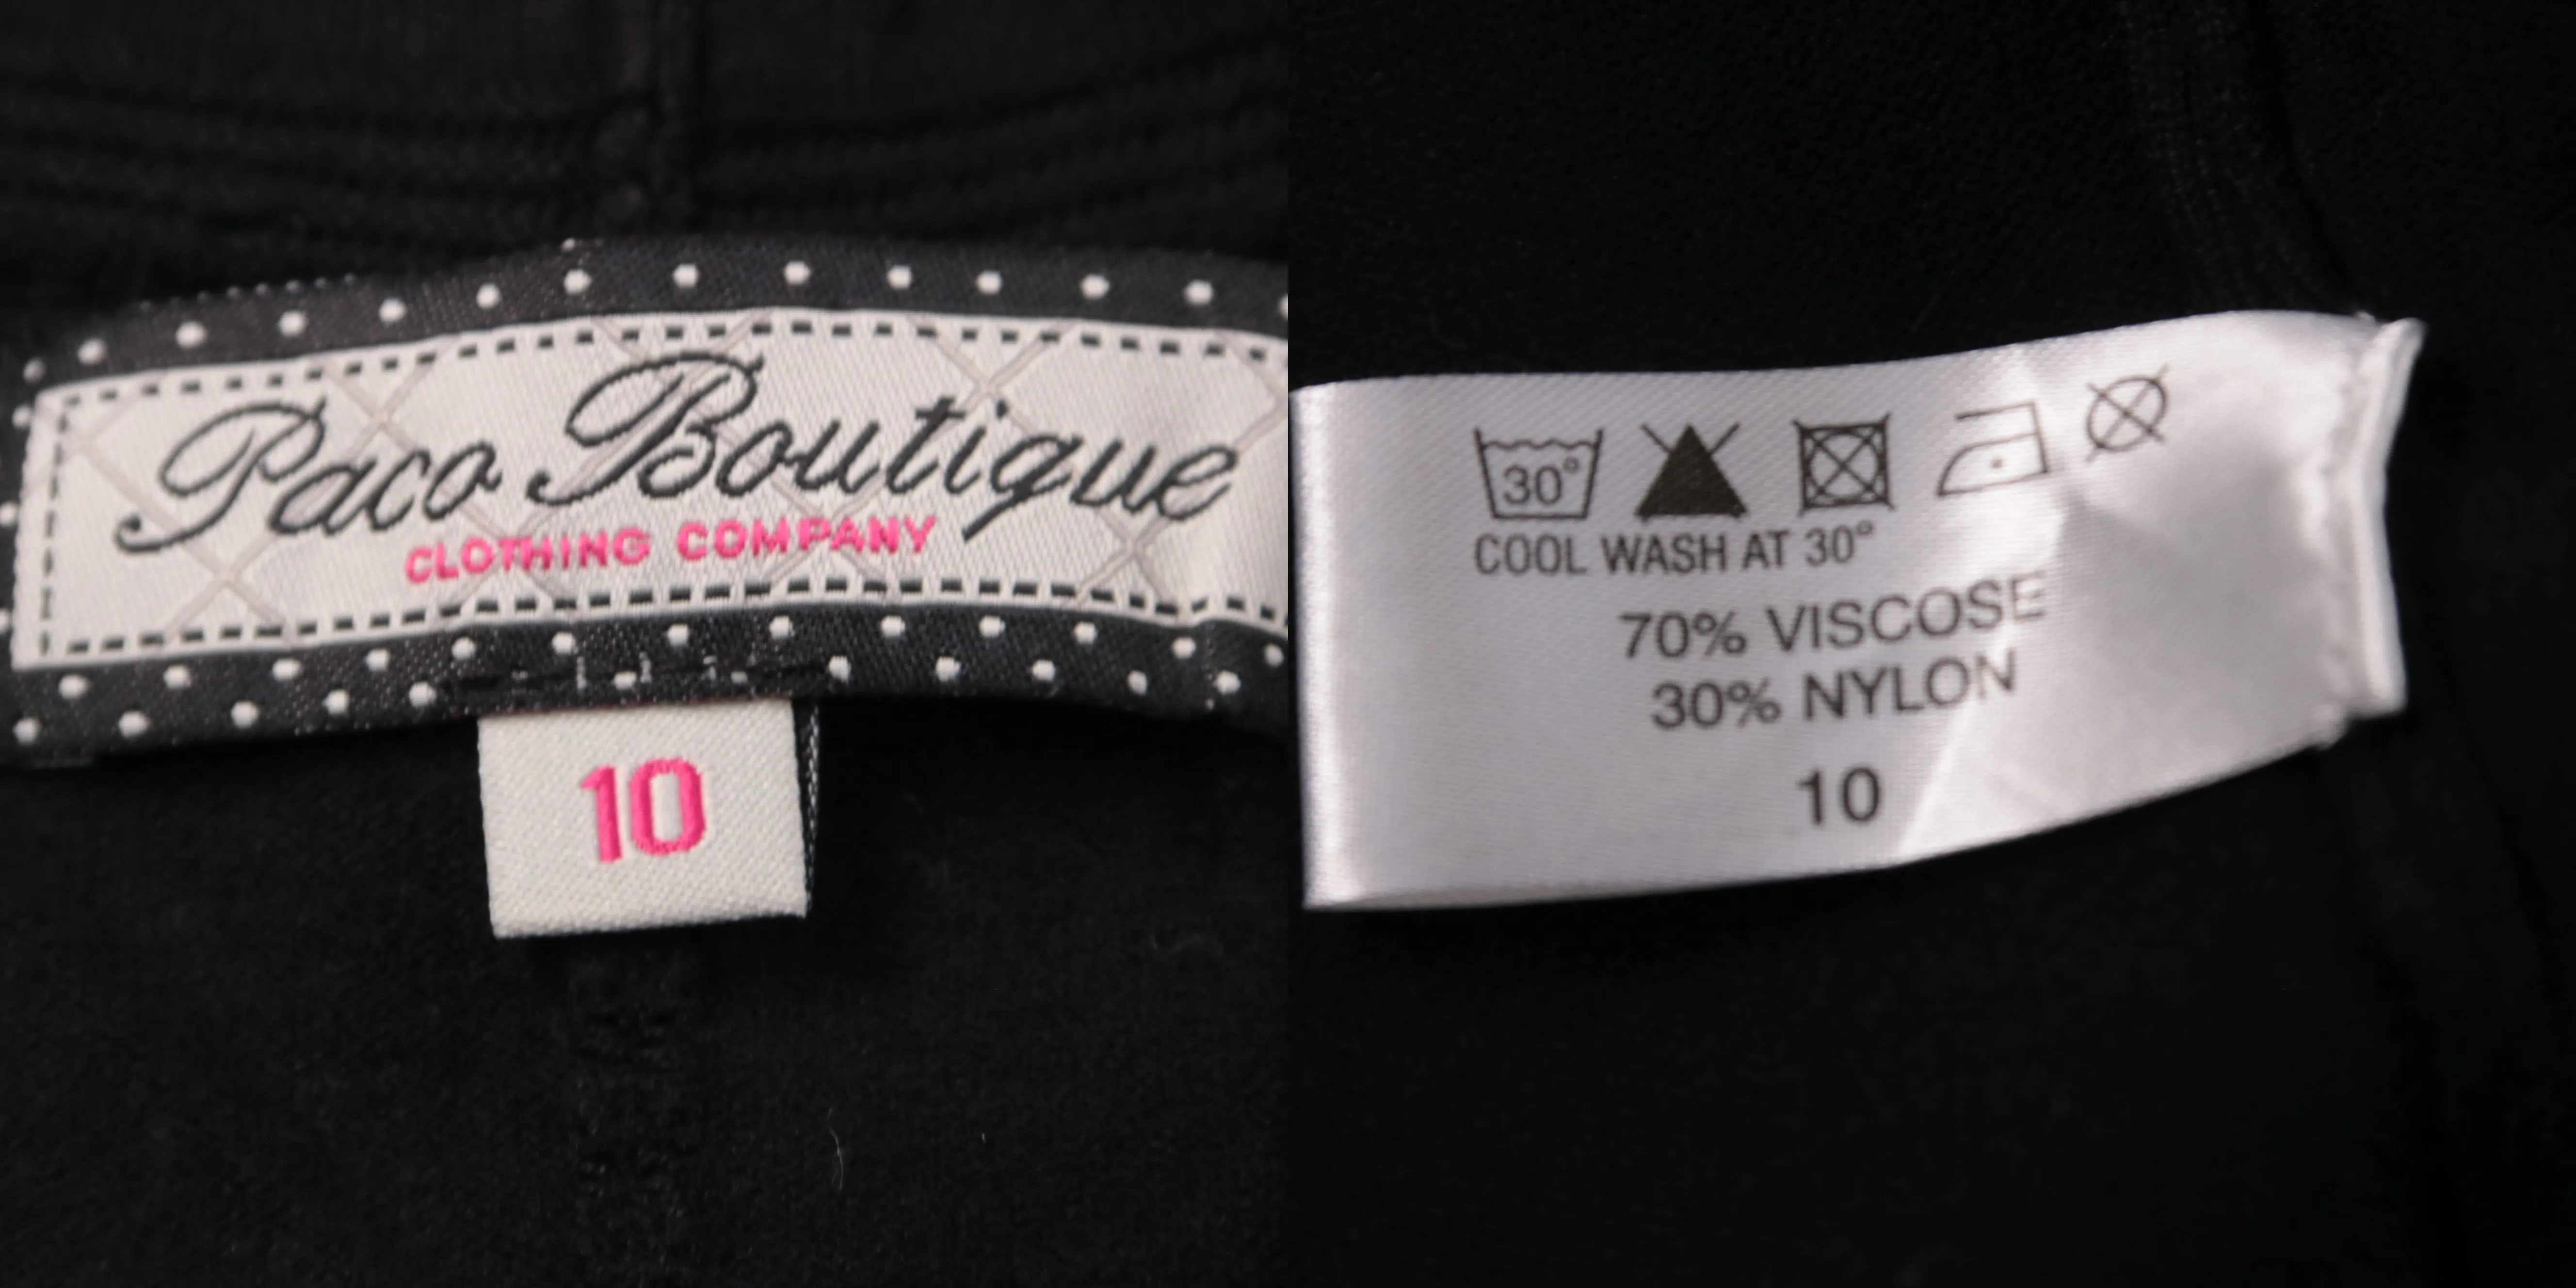 Paco Boutique
CLOTHING COMPANY
10
30°
COOL WASH AT 30°
70% VISCOSE
30% NYLON
10